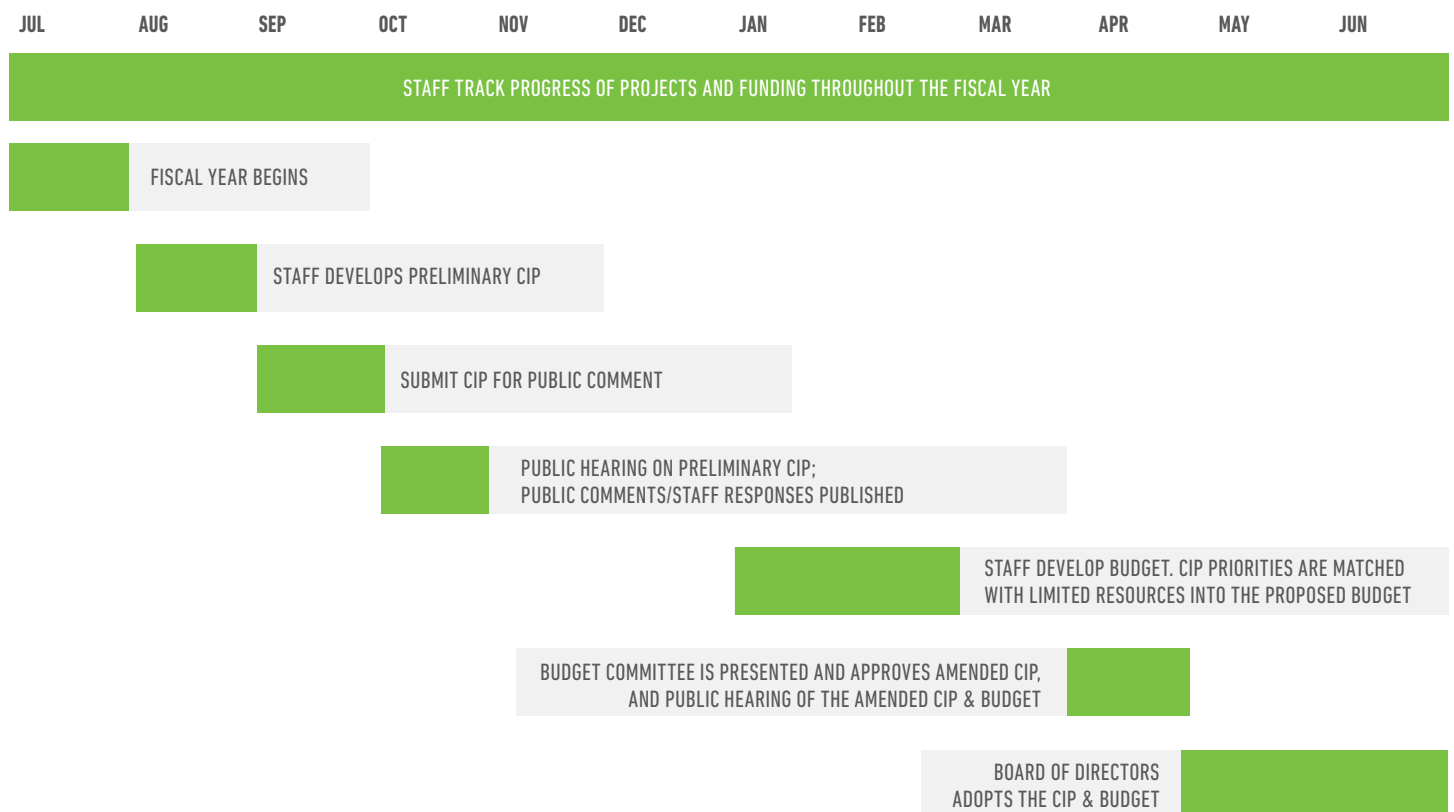 JUL AUG SEP OCT NOV DEC JAN FEB MAR APR MAY JUN
STAFF TRACK PROGRESS OF PROJECTS AND FUNDING THROUGHOUT THE FISCAL YEAR
FISCAL YEAR BEGINS
STAFF DEVELOPS PRELIMINARY CIP
SUBMIT CIP FOR PUBLIC COMMENT
PUBLIC HEARING ON PRELIMINARY CIP;
PUBLIC COMMENTS/STAFF RESPONSES PUBLISHED
STAFF DEVELOP BUDGET. CIP PRIORITIES ARE MATCHED
WITH LIMITED RESOURCES INTO THE PROPOSED BUDGET
BUDGET COMMITTEE IS PRESENTED AND APPROVES AMENDED CIP,
AND PUBLIC HEARING OF THE AMENDED CIP & BUDGET
BOARD OF DIRECTORS
ADOPTS THE CIP & BUDGET